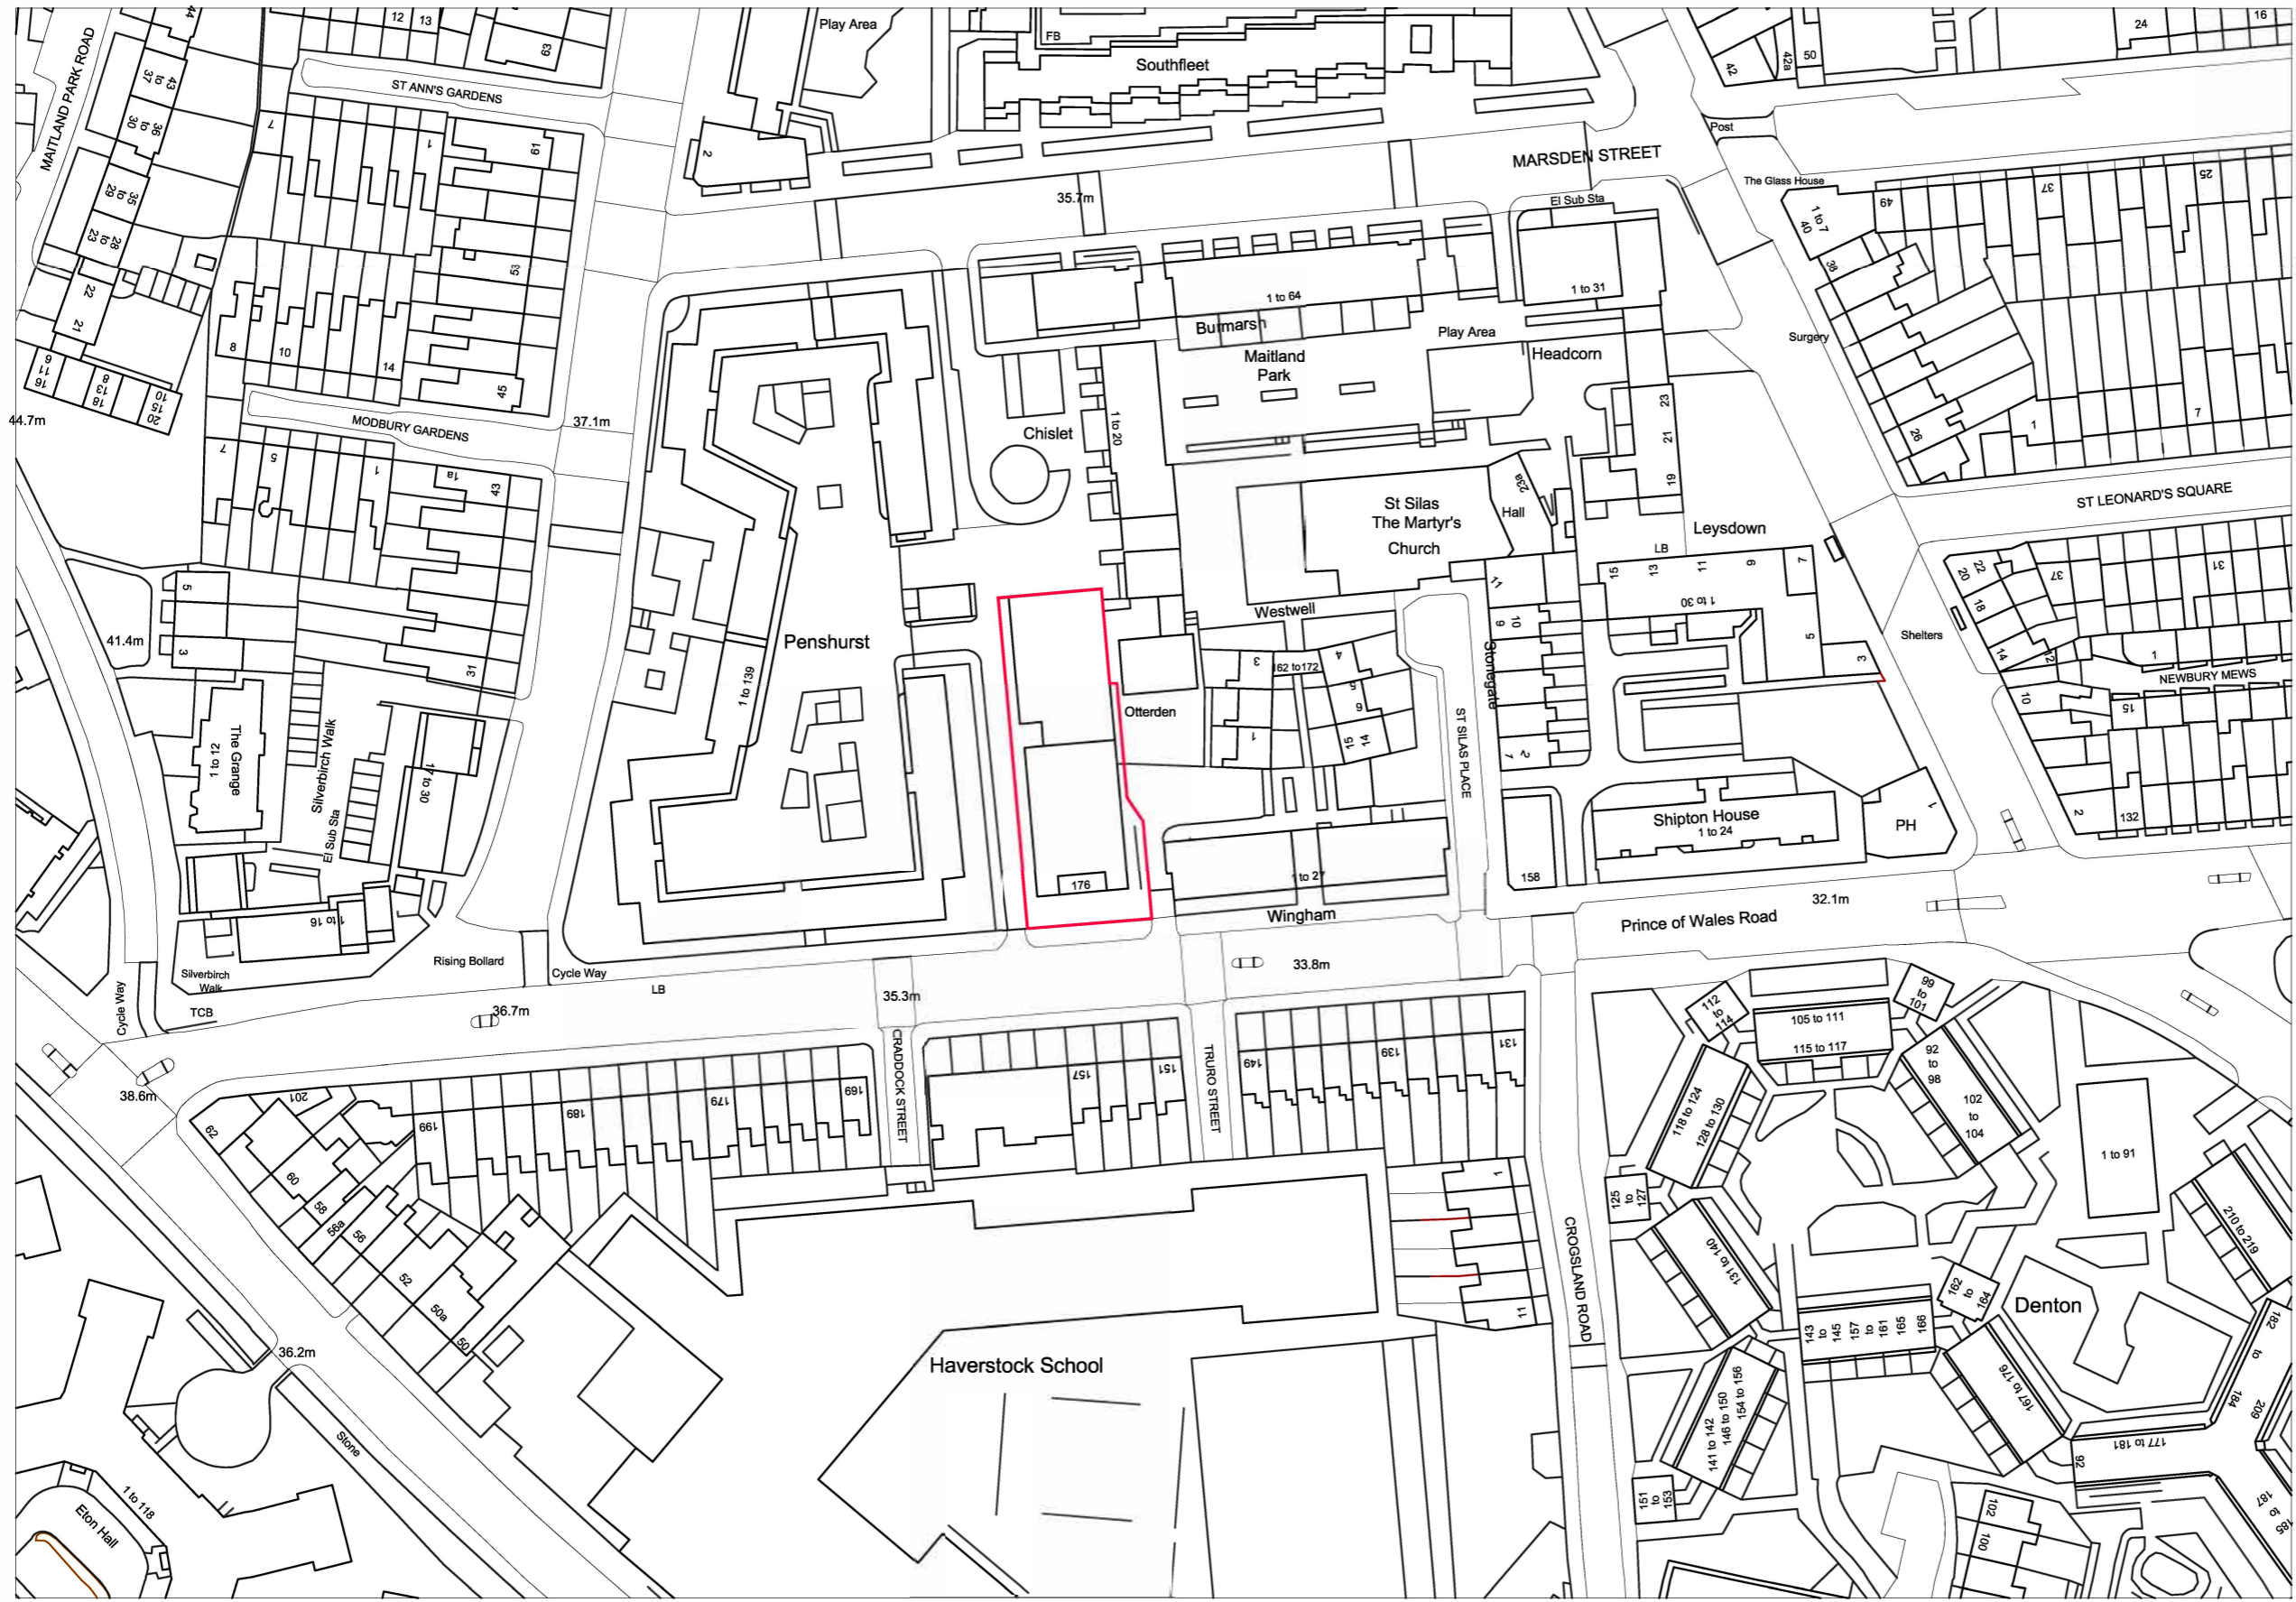 44
12
13
63
Play Area
FB
Southfleet
42
42a
50
24
16
MAITLAND PARK ROAD
43
to
37
36
to
30
35
to
29
28
to
23
22
21
ST ANN'S GARDENS
7
1
61
53
45
8
10
14
2
35.7m
MARSDEN STREET
Post
The Glass House
El Sub Sta
1 to 7
40
38
49
37
25
Surgery
26
1
7
1 to 64
1 to 31
Burmarsh
Play Area
Headcorn
Maitland
Park
9
11
16
8
13
18
10
15
20
44.7m
MODBURY GARDENS
37.1m
7
5
1
1a
43
31
Chislet
1 to 20
23
21
19
St Silas
The Martyr's
Church
Hall
23a
Leysdown
LB
ST LEONARD'S SQUARE
15
13
11
9
7
1 to 30
5
3
20
22
18
14
12
37
31
1
NEWBURY MEWS
10
15
2
132
Shelters
5
3
41.4m
Penshurst
1 to 139
Westwell
11
10
9
3
162 to 172
4
5
6
1
15
14
Otterden
Stonegate
2
7
ST SILAS PLACE
The Grange
1 to 12
Silverbirch Walk
El Sub Sta
17 to 30
Shipton House
1 to 24
PH
1
158
176
1 to 27
Wingham
Prince of Wales Road
32.1m
1 to 16
Silverbirch
Walk
Rising Bollard
Cycle Way
Cycle Way
TCB
LB
36.7m
35.3m
33.8m
38.6m
CRADDOCK STREET
TRURO STREET
62
201
199
189
179
169
157
151
149
139
131
60
58
56a
56
52
50a
50
1
11
CROGSLAND ROAD
112
to
114
105 to 111
115 to 117
99
to
101
92
to
98
102
to
104
118 to 124
128 to 130
1 to 91
125
to
127
131 to 140
210 to 219
162
to
164
Denton
143
to
145
157
to
161
165
166
182
to
184
167 to 176
141 to 142
146 to 150
154 to 156
177 to 181
209
92
151
to
153
102
100
187
to
185
36.2m
Haverstock School
Stone
1 to 118
Eton Hall